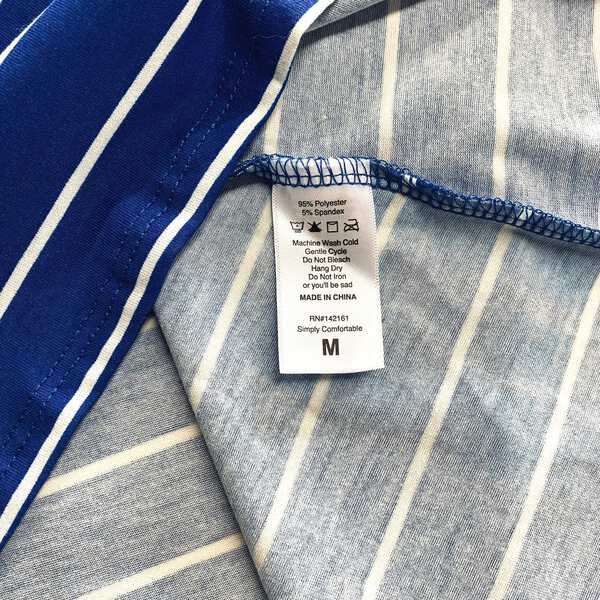 95% Polyester
5% Spandex
Machine Wash Cold
Gentle Cycle
Do Not Bleach
Hang Dry
Do Not Iron
or you'll be sad
MADE IN CHINA
RN#142161
Simply Comfortable
M